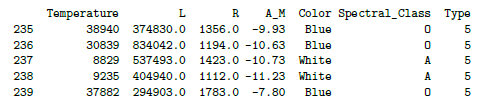 Temperature L R A_M Color Spectral_Class Type
235 38940 374830.0 1356.0 -9.93 Blue O 5
236 30839 834042.0 1194.0 -10.63 Blue O 5
237 8829 537493.0 1423.0 -10.73 White A 5
238 9235 404940.0 1112.0 -11.23 White A 5
239 37882 294903.0 1783.0 -7.80 Blue O 5